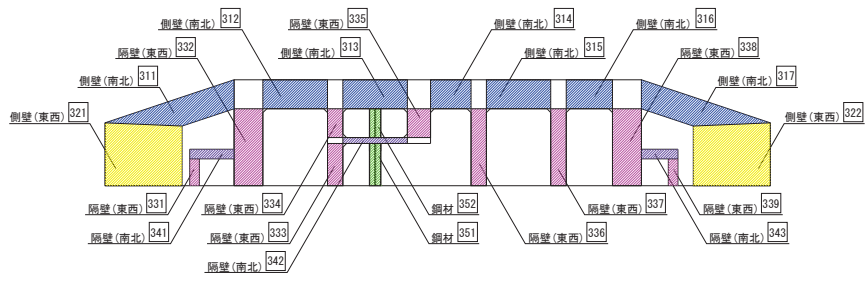 側壁(南北) 312
隔壁(東西) 335
側壁(南北) 314
側壁(南北) 316
隔壁(東西) 332
側壁(南北) 313
側壁(南北) 315
隔壁(東西) 338
側壁(南北) 311
側壁(南北) 317
側壁(東西) 321
側壁(東西) 322
隔壁(東西) 331
隔壁(東西) 334
鋼材 352
隔壁(東西) 337
隔壁(東西) 339
隔壁(南北) 341
隔壁(東西) 333
鋼材 351
隔壁(東西) 336
隔壁(南北) 343
隔壁(南北) 342